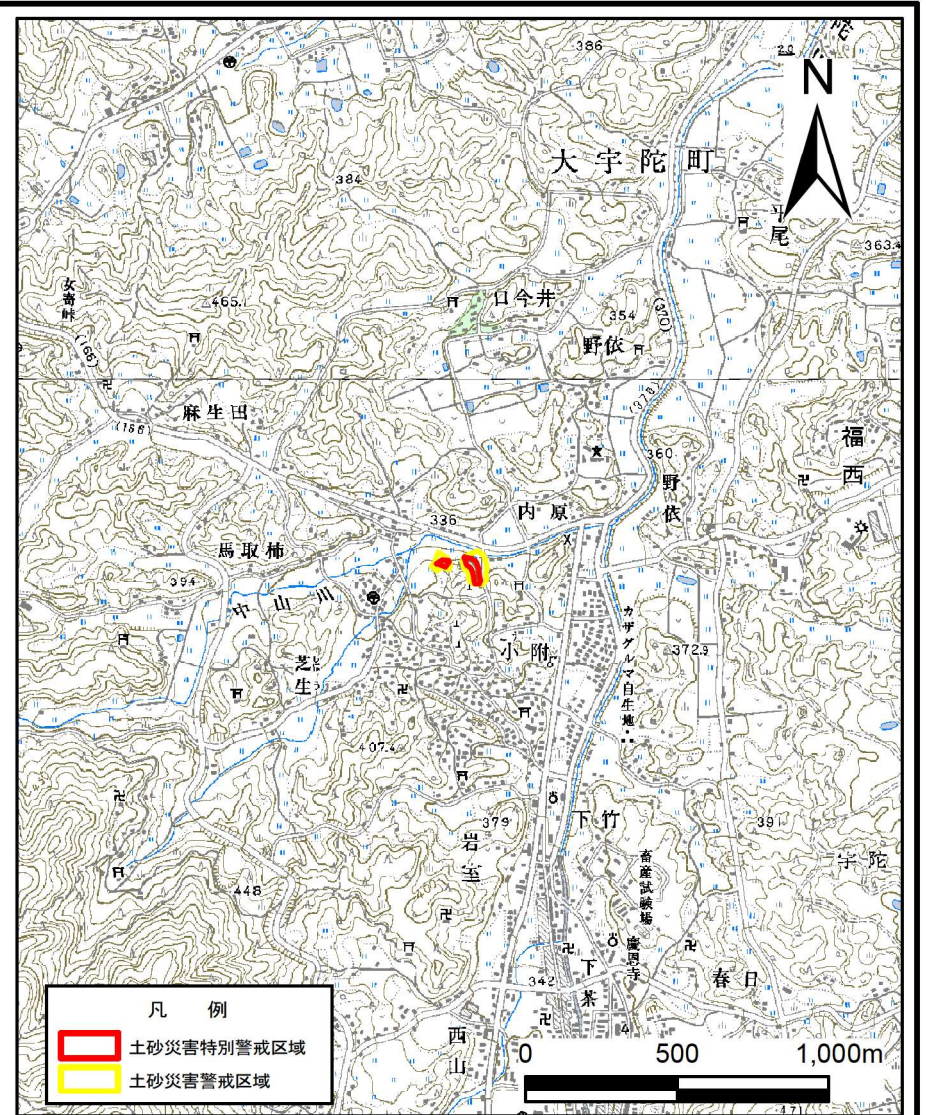 386
20
N
大宇陀町
384
平尾
363.4
女寄峠
465.7
口今井
354
(370)
野依
(166)
麻生田
(166)
(370)
福西
360
野依
336
内原
馬取柿
394
中山川
小附
芝生
カザグルマ自生地
372.9
407.4
379
下竹
391
岩室
宇陀
畜産試験場
448
慶恩寺
342
下茶
春日
西山
471
凡 例
土砂災害特別警戒区域
土砂災害警戒区域
0 500 1,000m